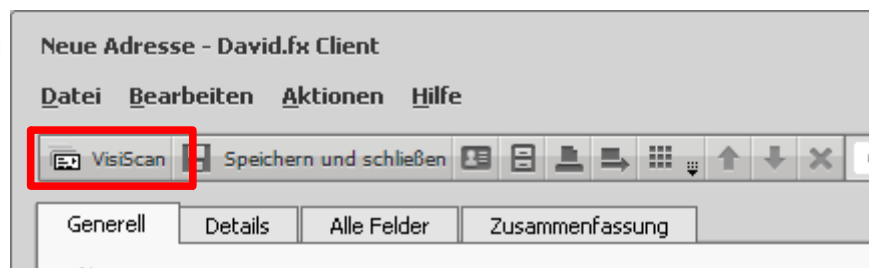 Neue Adresse - David.fx Client
Datei Bearbeiten Aktionen Hilfe
VisiScan Speichern und schließen
Generell Details Alle Felder Zusammenfassung